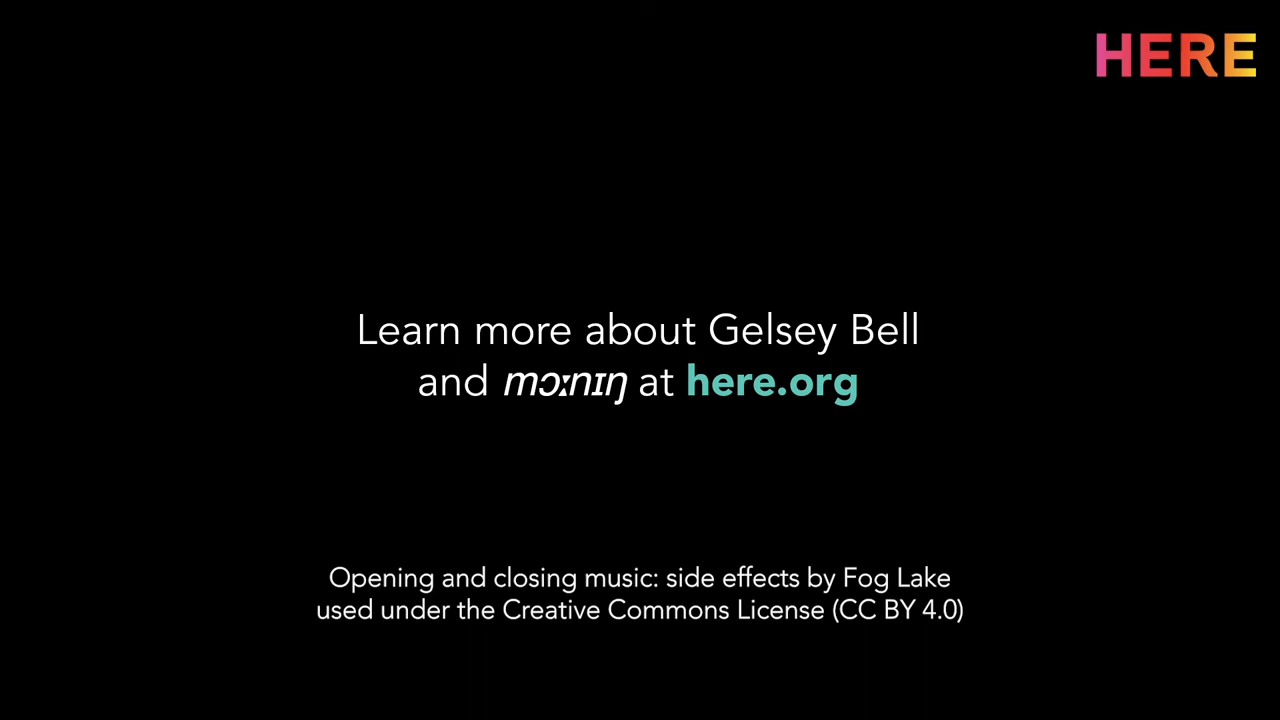 HERE
Learn more about Gelsey Bell
and mɔːnɪŋ at here.org
Opening and closing music: side effects by Fog Lake
used under the Creative Commons License (CC BY 4.0)